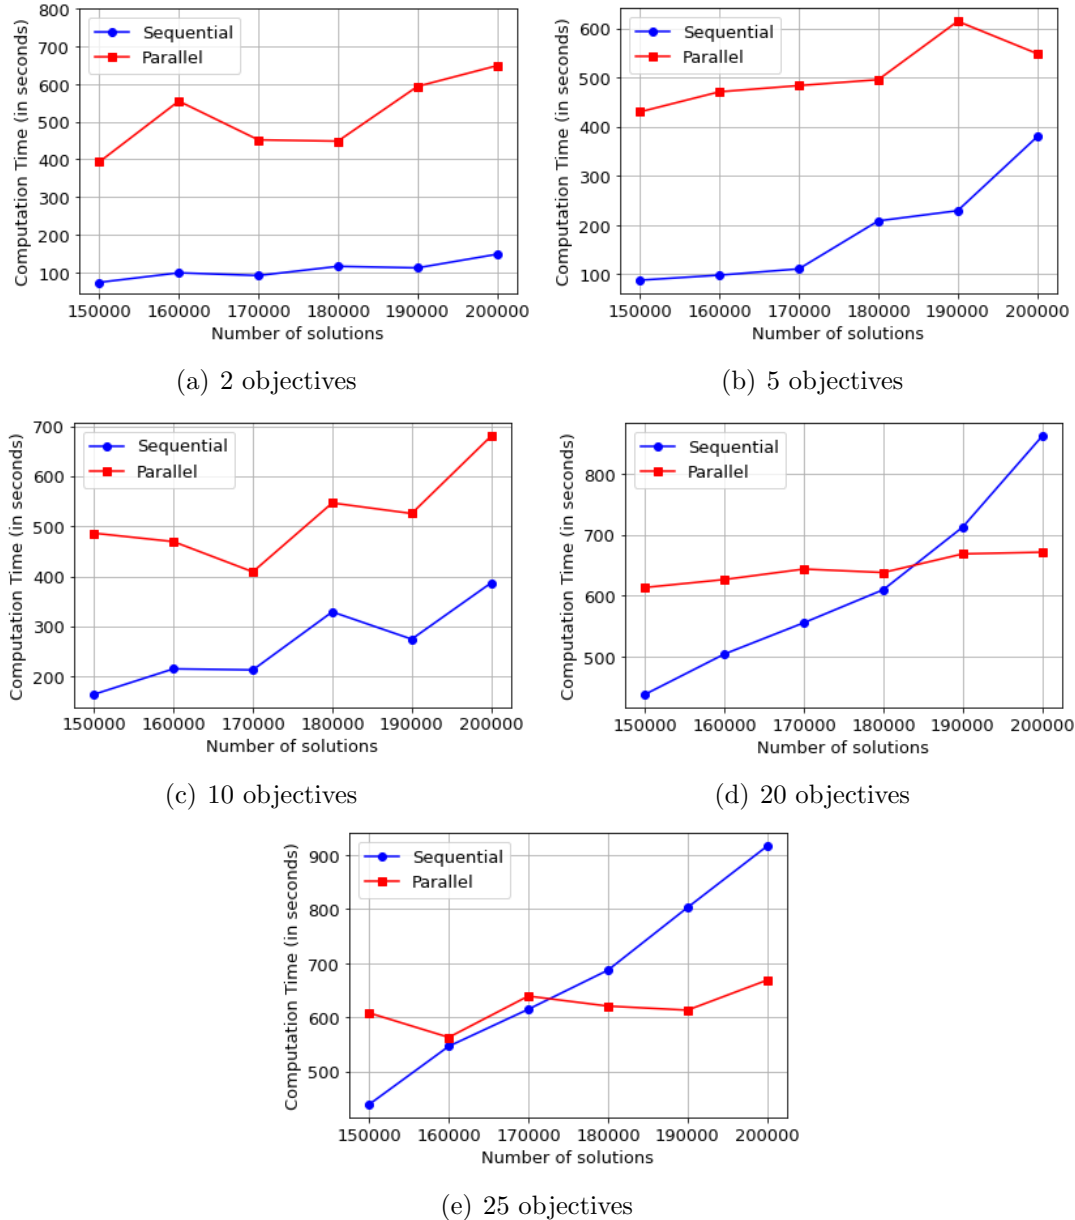 800
700
600
500
400
300
200
100
Computation Time (in seconds)
Sequential
Parallel
150000 160000 170000 180000 190000 200000
Number of solutions
(a) 2 objectives
600
500
400
300
200
100
Computation Time (in seconds)
Sequential
Parallel
150000 160000 170000 180000 190000 200000
Number of solutions
(b) 5 objectives
700
600
500
400
300
200
Computation Time (in seconds)
Sequential
Parallel
150000 160000 170000 180000 190000 200000
Number of solutions
(c) 10 objectives
800
700
600
500
Computation Time (in seconds)
Sequential
Parallel
150000 160000 170000 180000 190000 200000
Number of solutions
(d) 20 objectives
900
800
700
600
500
Computation Time (in seconds)
Sequential
Parallel
150000 160000 170000 180000 190000 200000
Number of solutions
(e) 25 objectives